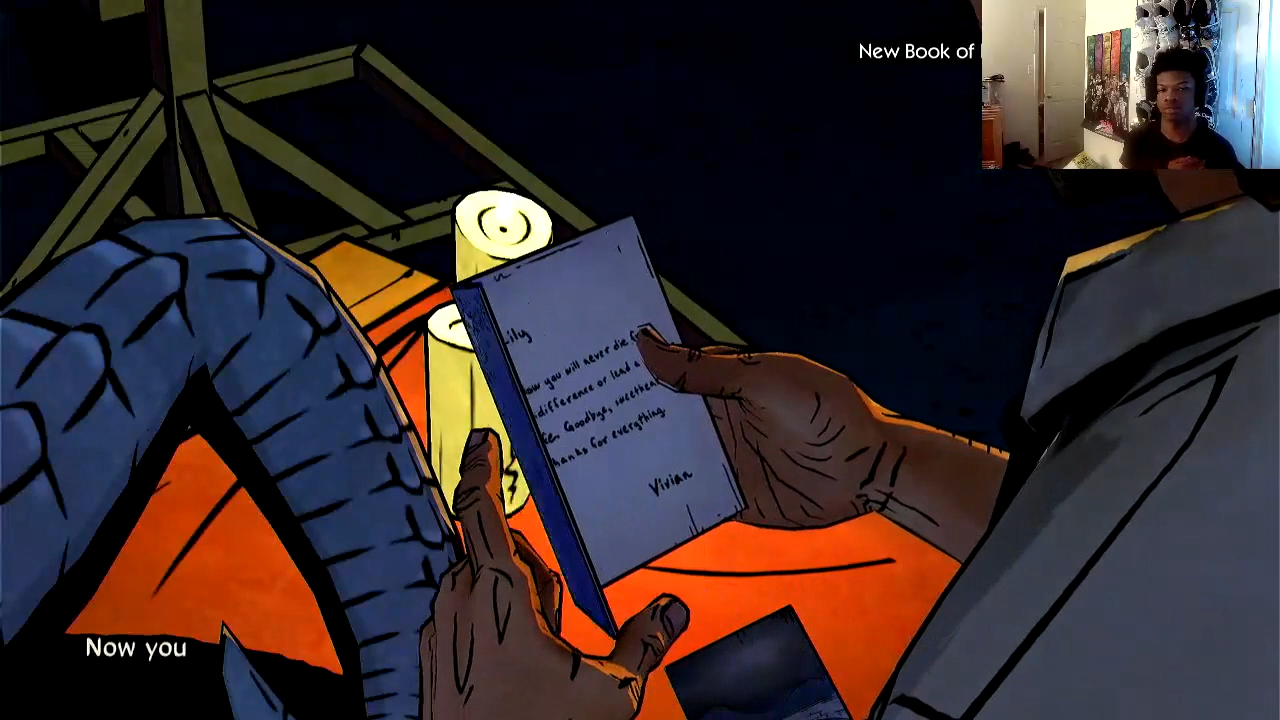 New Book of
Lily
ow you will never die f
difference or lead a
fe. Goodbye, sweethea
hanks for everything.
Vivian
Now you